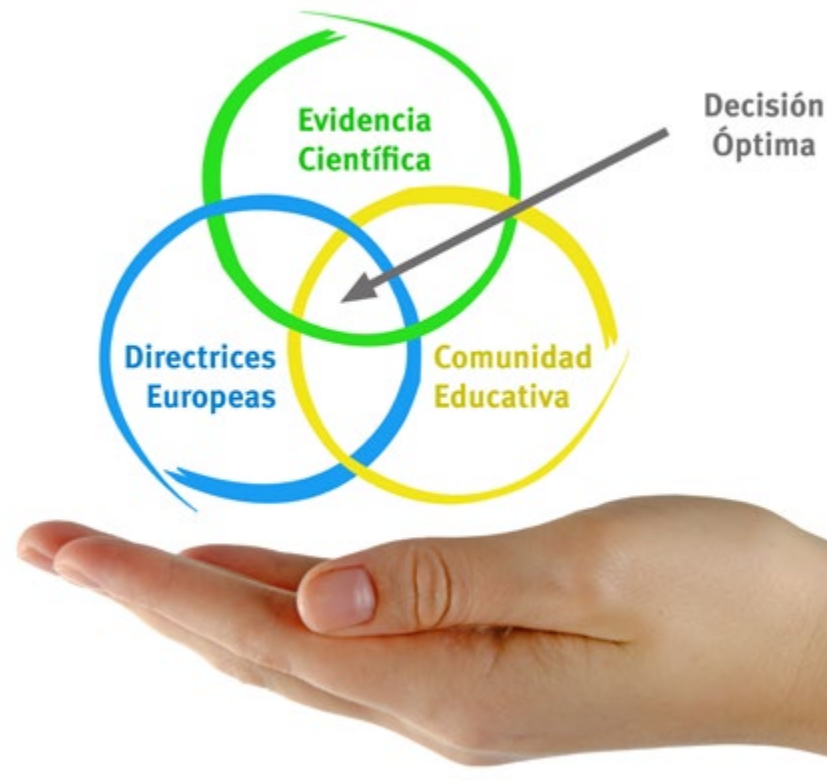 Evidencia
Científica
Decisión
Óptima
Directrices
Europeas
Comunidad
Educativa